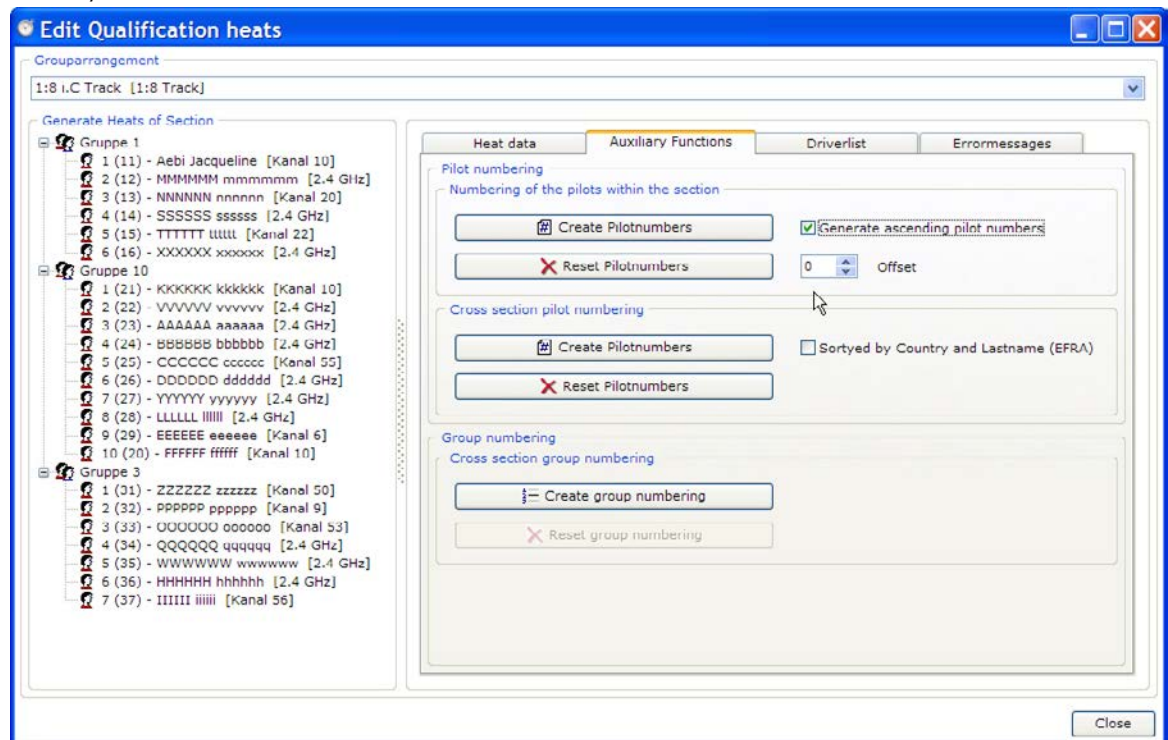 Edit Qualification heats
Grouparrangement
1:8 I.C Track [1:8 Track]
Generate Heats of Section
Gruppe 1
1 (11) - Aebi Jacqueline [Kanal 10]
2 (12) - MMMMMM mmmmmm [2.4 GHz]
3 (13) - NNNNNN nnnnnn [Kanal 20]
4 (14) - SSSSSS ssssss [2.4 GHz]
5 (15) - TTTTTT tttttt [Kanal 22]
6 (16) - XXXXXX xxxxxx [2.4 GHz]
Gruppe 10
1 (21) - KKKKKK kkkkkk [Kanal 10]
2 (22) - VVVVVV vvvvvv [2.4 GHz]
3 (23) - AAAAAA aaaaaa [2.4 GHz]
4 (24) - BBBBBB bbbbbb [2.4 GHz]
5 (25) - CCCCCC cccccc [Kanal 55]
6 (26) - DDDDDD dddddd [2.4 GHz]
7 (27) - YYYYYY yyyyyy [2.4 GHz]
8 (28) - LLLLLL llllll [2.4 GHz]
9 (29) - EEEEEE eeeeee [Kanal 6]
10 (20) - FFFFFF ffffff [Kanal 10]
Gruppe 3
1 (31) - ZZZZZZ zzzzzz [Kanal 50]
2 (32) - PPPPPP pppppp [Kanal 9]
3 (33) - OOOOOO oooooo [Kanal 53]
4 (34) - QQQQQQ qqqqqq [2.4 GHz]
5 (35) - WWWWWW wwwwww [2.4 GHz]
6 (36) - HHHHHH hhhhhh [2.4 GHz]
7 (37) - IIIIII iiiiii [Kanal 56]
Heat data Auxiliary Functions Driverlist Errormessages
Pilot numbering
Numbering of the pilots within the section
Create Pilotnumbers Generate ascending pilot numbers
Reset Pilotnumbers 0 Offset
Cross section pilot numbering
Create Pilotnumbers Sortyed by Country and Lastname (EFRA)
Reset Pilotnumbers
Group numbering
Cross section group numbering
Create group numbering
Reset group numbering
Close